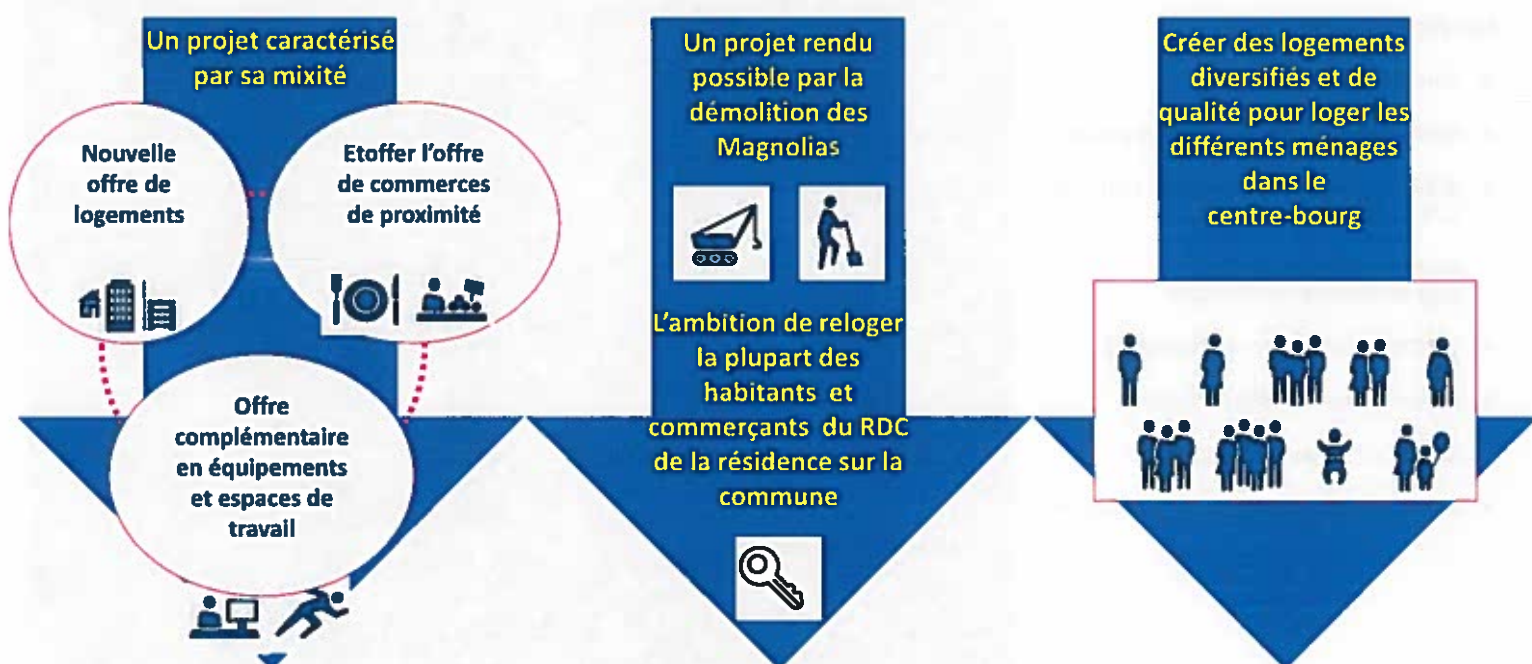 Un projet caractérisé
par sa mixité
Nouvelle
offre de
logements
Etoffer l'offre
de commerces
de proximité
Offre
complémentaire
en équipements
et espaces de
travail
Un projet rendu
possible par la
démolition des
Magnolias
L'ambition de reloger
la plupart des
habitants et
commerçants du RDC
de la résidence sur la
commune
Créer des logements
diversifiés et de
qualité pour loger les
différents ménages
dans le
centre-bourg